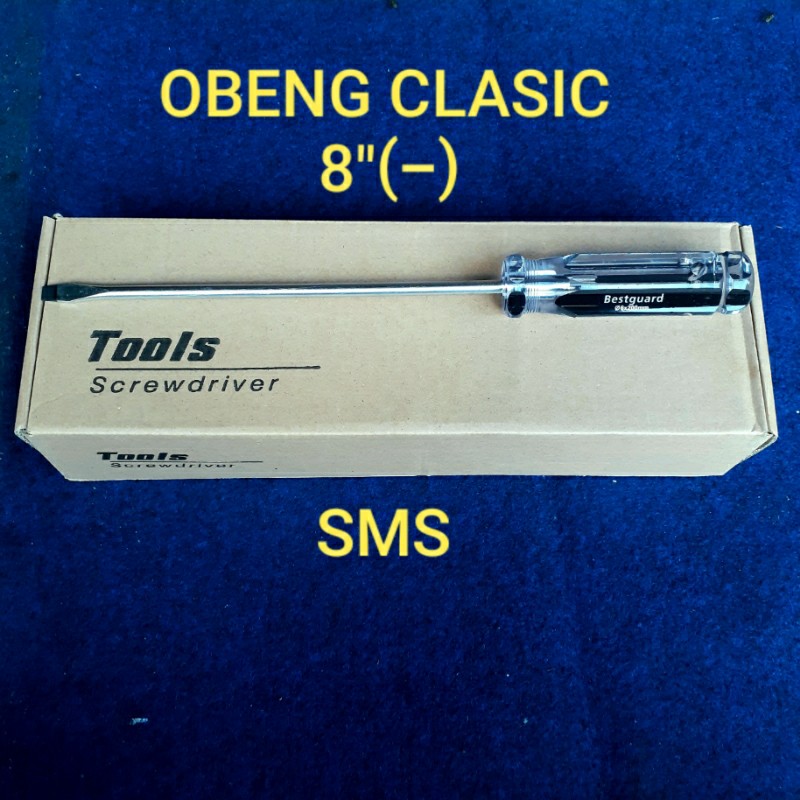 OBENG CLASIC
8"(−)
Bestguard
Tools
Screwdriver
Tools
Screwdriver
SMS